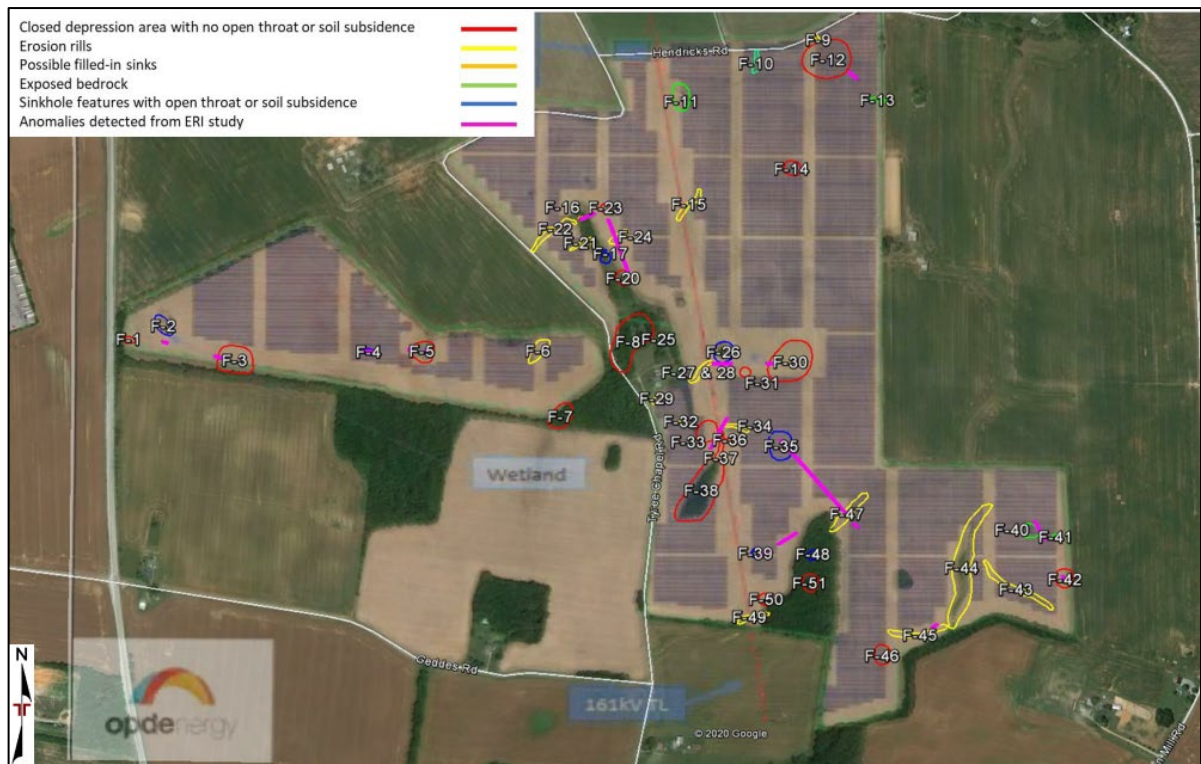 Closed depression area with no open throat or soil subsidence
Erosion rills
Possible filled-in sinks
Exposed bedrock
Sinkhole features with open throat or soil subsidence
Anomalies detected from ERI study
Hendricks Rd
F-9
F-10
F-12
F-11
F-13
F-14
F-15
F-16
F-23
F-22
F-21
F-24
F-17
F-20
F-2
F-1
F-3
F-4
F-5
F-6
F-8
F-25
F-26
F-27 & 28
F-30
F-31
F-29
F-7
F-32
F-34
F-33
F-36
F-35
F-37
F-38
Wetland
F-47
F-40
F-41
F-39
F-48
F-44
F-42
F-51
F-43
F-50
F-49
F-45
F-46
Geddes Rd
161kV TL
N
opdenergy
© 2020 Google